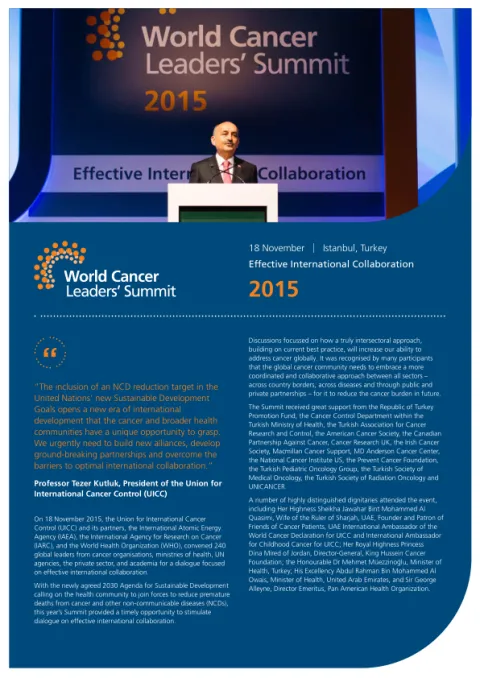 World Cancer
Leaders' Summit
2015
Effective Inter Collaboration
18 November | Istanbul, Turkey
Effective International Collaboration
2015
World Cancer
Leaders' Summit
“
“The inclusion of an NCD reduction target in the
United Nations’ new Sustainable Development
Goals opens a new era of international
development that the cancer and broader health
communities have a unique opportunity to grasp.
We urgently need to build new alliances, develop
ground-breaking partnerships and overcome the
barriers to optimal international collaboration.”
Professor Tezer Kutluk, President of the Union for
International Cancer Control (UICC)
On 18 November 2015, the Union for International Cancer
Control (UICC) and its partners, the International Atomic Energy
Agency (IAEA), the International Agency for Research on Cancer
(IARC), and the World Health Organization (WHO), convened 240
global leaders from cancer organisations, ministries of health, UN
agencies, the private sector, and academia for a dialogue focused
on effective international collaboration.
With the newly agreed 2030 Agenda for Sustainable Development
calling on the health community to join forces to reduce premature
deaths from cancer and other non-communicable diseases (NCDs),
this year’s Summit provided a timely opportunity to stimulate
dialogue on effective international collaboration.
Discussions focussed on how a truly intersectoral approach,
building on current best practice, will increase our ability to
address cancer globally. It was recognised by many participants
that the global cancer community needs to embrace a more
coordinated and collaborative approach between all sectors –
across country borders, across diseases and through public and
private partnerships – for it to reduce the cancer burden in future.
The Summit received great support from the Republic of Turkey
Promotion Fund, the Cancer Control Department within the
Turkish Ministry of Health, the Turkish Association for Cancer
Research and Control, the American Cancer Society, the Canadian
Partnership Against Cancer, Cancer Research UK, the Irish Cancer
Society, Macmillan Cancer Support, MD Anderson Cancer Center,
the National Cancer Institute US, the Prevent Cancer Foundation,
the Turkish Pediatric Oncology Group, the Turkish Society of
Medical Oncology, the Turkish Society of Radiation Oncology and
UNICANCER.
A number of highly distinguished dignitaries attended the event,
including Her Highness Sheikha Jawahar Bint Mohammed Al
Quasimi, Wife of the Ruler of Sharjah, UAE, Founder and Patron of
Friends of Cancer Patients, UAE International Ambassador of the
World Cancer Declaration for UICC and International Ambassador
for Childhood Cancer for UICC; Her Royal Highness Princess
Dina Mired of Jordan, Director-General, King Hussein Cancer
Foundation; the Honourable Dr Mehmet Müezzinoğlu, Minister of
Health, Turkey; His Excellency Abdul Rahman Bin Mohammed Al
Owais, Minister of Health, United Arab Emirates, and Sir George
Alleyne, Director Emeritus, Pan American Health Organization.